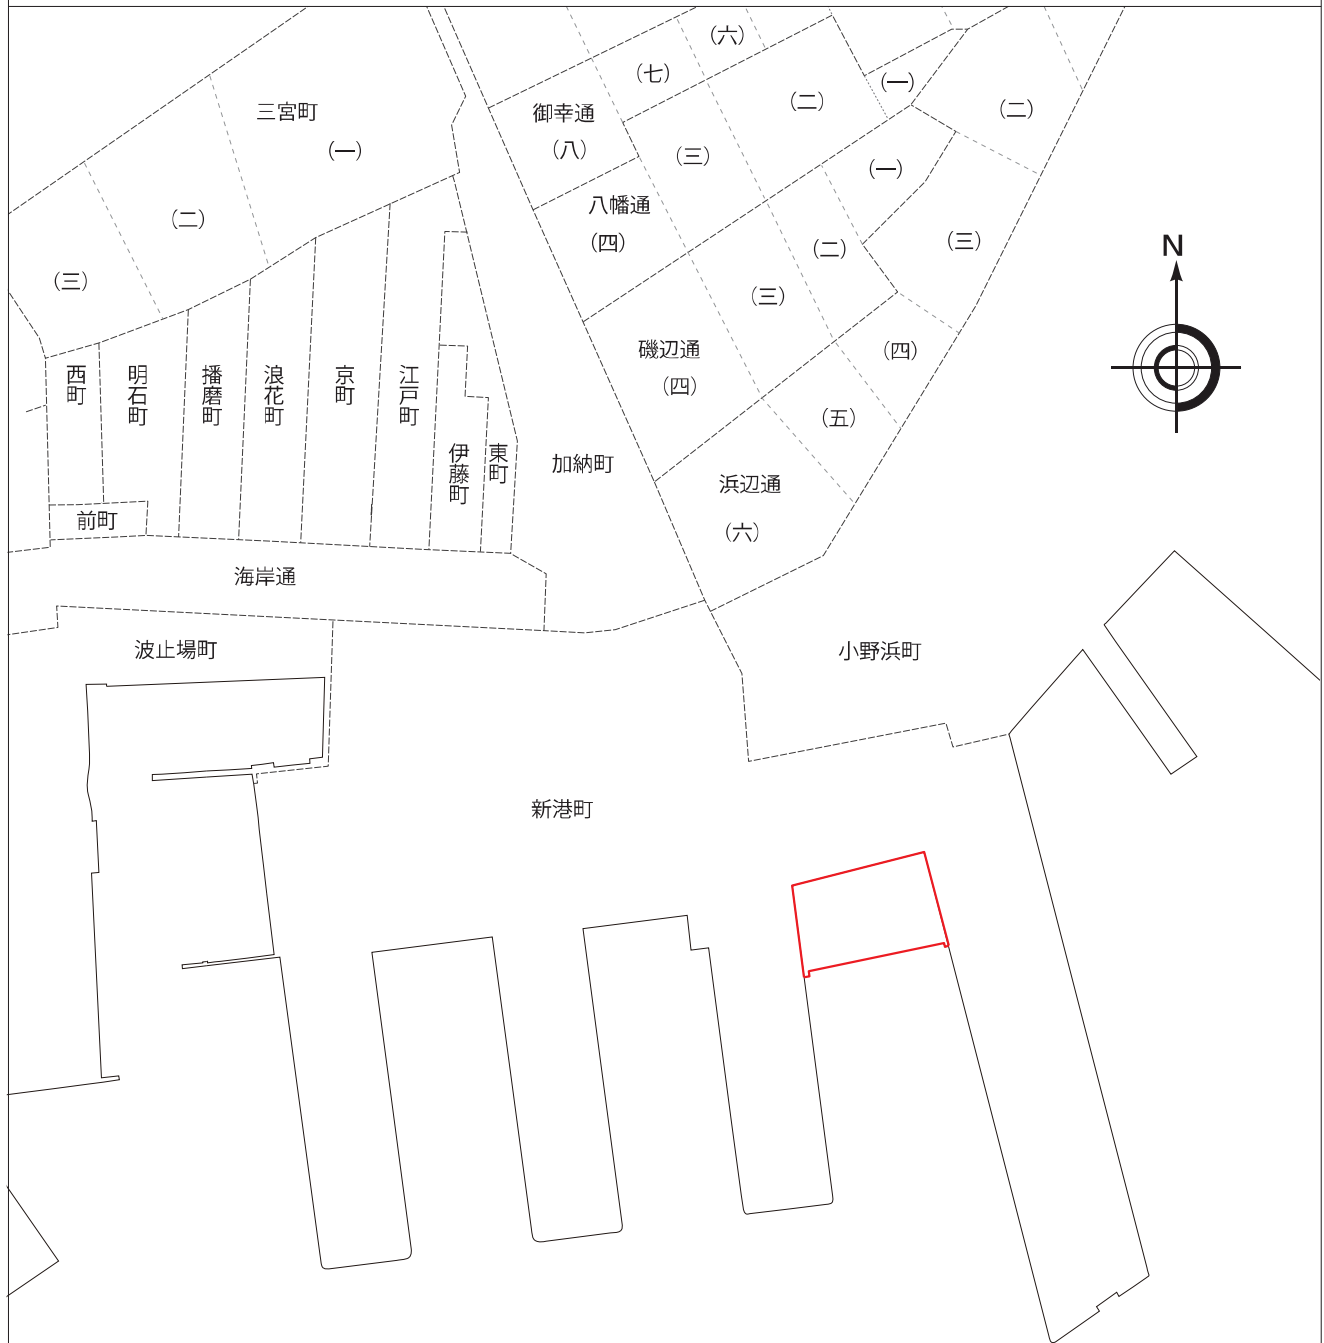 (六)
(七)
(一)
(二)
御幸通
(八)
(二)
三宮町
(一)
(三)
(一)
八幡通
(四)
(二)
(三)
(二)
N
(三)
(三)
磯辺通
(四)
(四)
西町
明石町
播磨町
浪花町
京町
江戸町
伊藤町
東町
(五)
加納町
浜辺通
(六)
前町
海岸通
波止場町
小野浜町
新港町